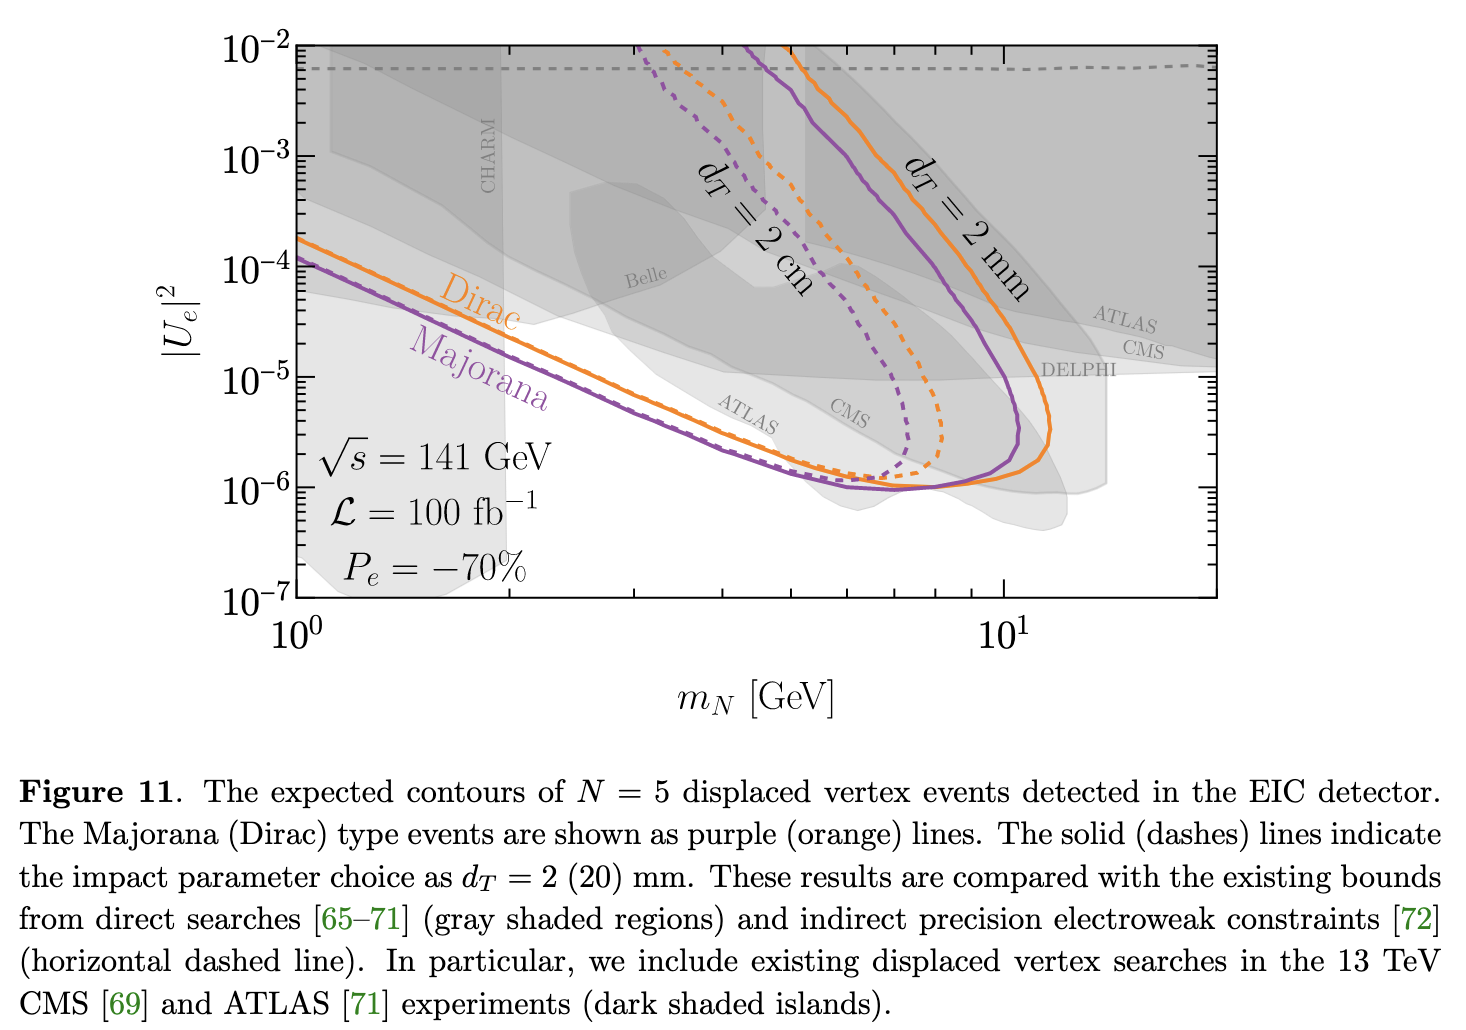 10⁻²
10⁻³
10⁻⁴
10⁻⁵
10⁻⁶
10⁻⁷
|U_e|²
CHARM
Belle
d_T = 2 cm
d_T = 2 mm
ATLAS
CMS
DELPHI
ATLAS
CMS
Dirac
Majorana
√s = 141 GeV
ℒ = 100 fb⁻¹
P_e = −70%
10⁰
10¹
m_N [GeV]
Figure 11. The expected contours of N = 5 displaced vertex events detected in the EIC detector.
The Majorana (Dirac) type events are shown as purple (orange) lines. The solid (dashes) lines indicate
the impact parameter choice as d_T = 2 (20) mm. These results are compared with the existing bounds
from direct searches [65–71] (gray shaded regions) and indirect precision electroweak constraints [72]
(horizontal dashed line). In particular, we include existing displaced vertex searches in the 13 TeV
CMS [69] and ATLAS [71] experiments (dark shaded islands).